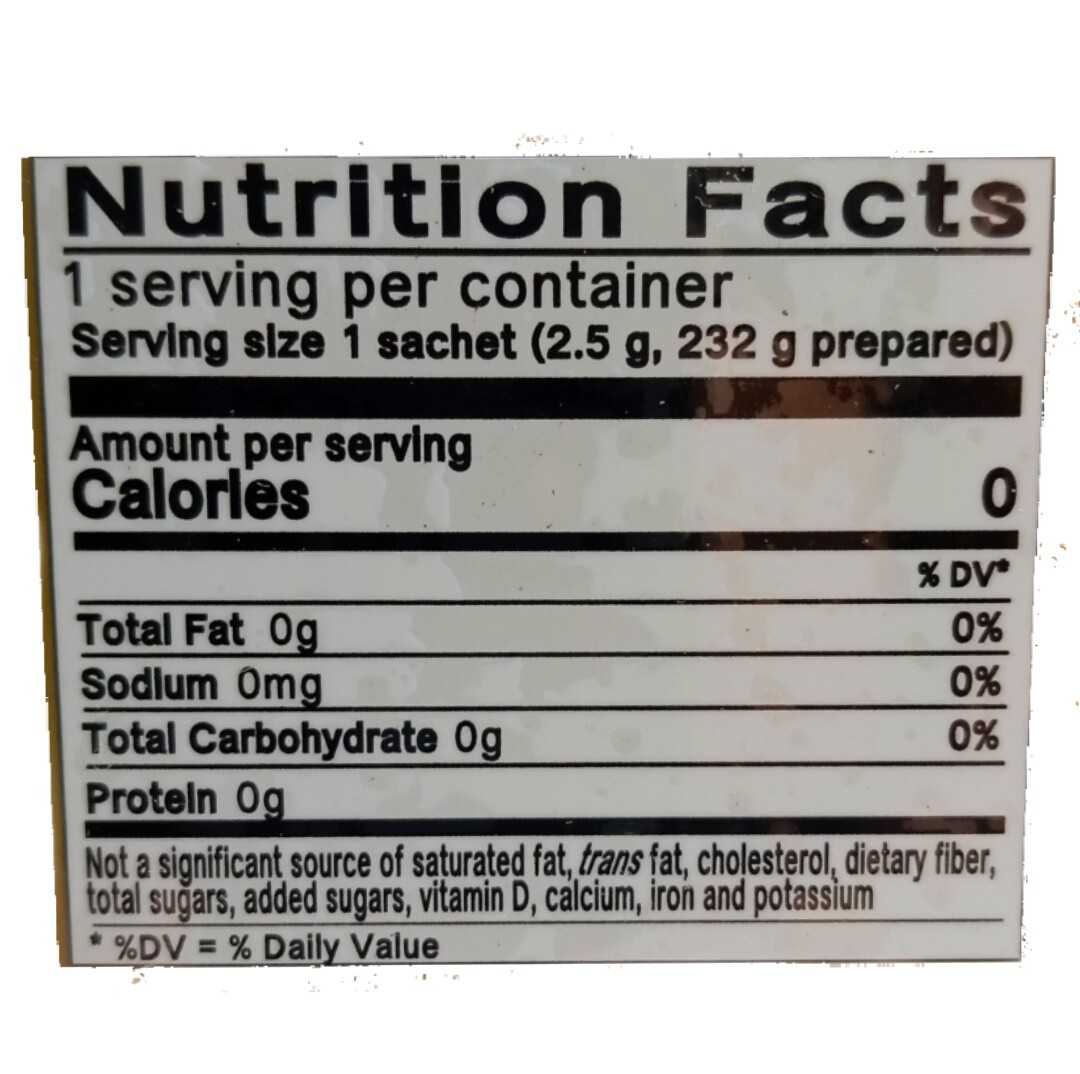 Nutrition Facts
1 serving per container
Serving size 1 sachet (2.5 g, 232 g prepared)
Amount per serving
Calories 0
% DV*
Total Fat 0g 0%
Sodium 0mg 0%
Total Carbohydrate 0g 0%
Protein 0g
Not a significant source of saturated fat, trans fat, cholesterol, dietary fiber,
total sugars, added sugars, vitamin D, calcium, iron and potassium
* %DV = % Daily Value